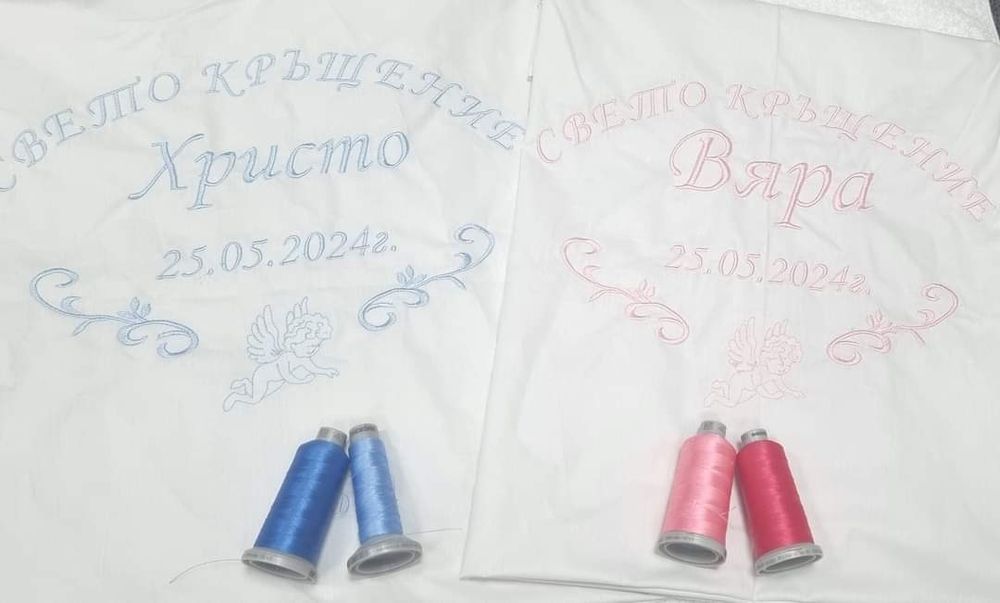 СВЕТО КРЪЩЕНИЕ
Христо
25.05.2024г.
СВЕТО КРЪЩЕНИЕ
Вяра
25.05.2024г.